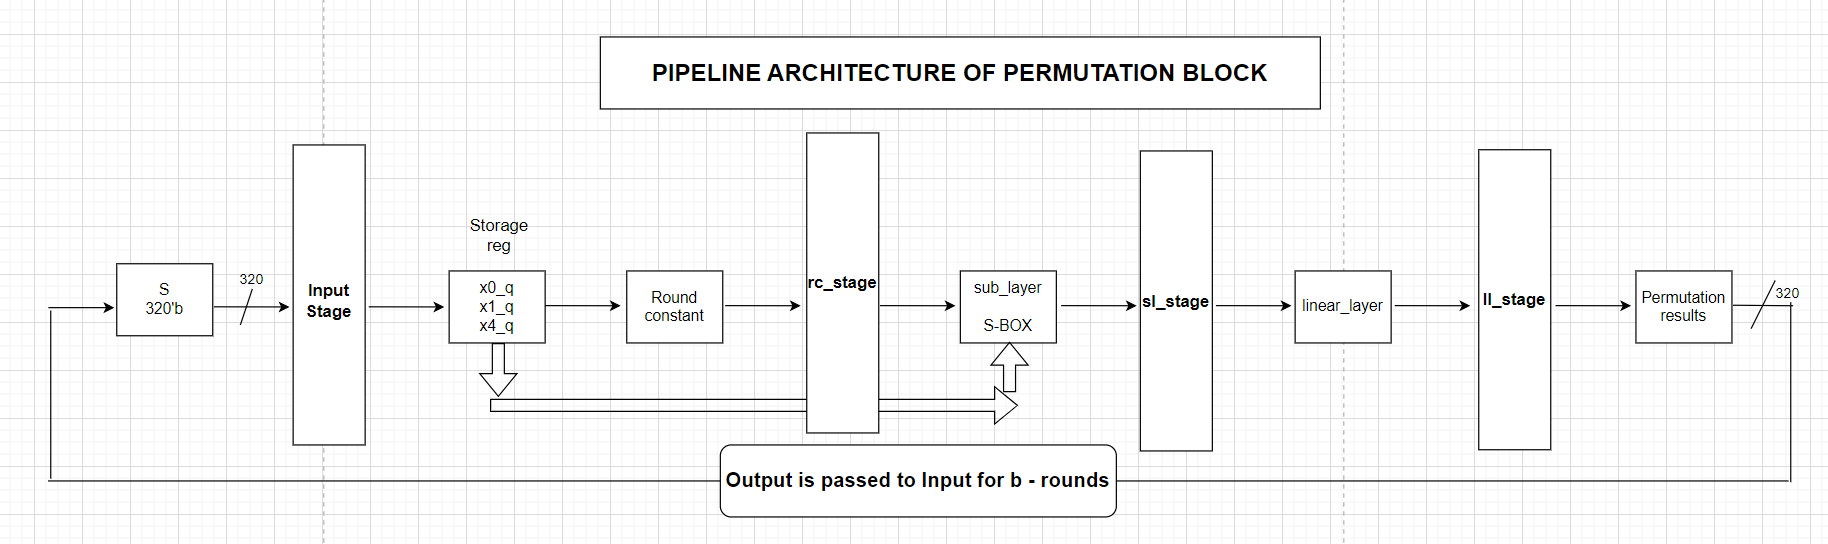 PIPELINE ARCHITECTURE OF PERMUTATION BLOCK
S
320'b
320
Input
Stage
Storage
reg
x0_q
x1_q
x4_q
Round
constant
rc_stage
sub_layer
S-BOX
sl_stage
linear_layer
ll_stage
Permutation
results
320
Output is passed to Input for b - rounds